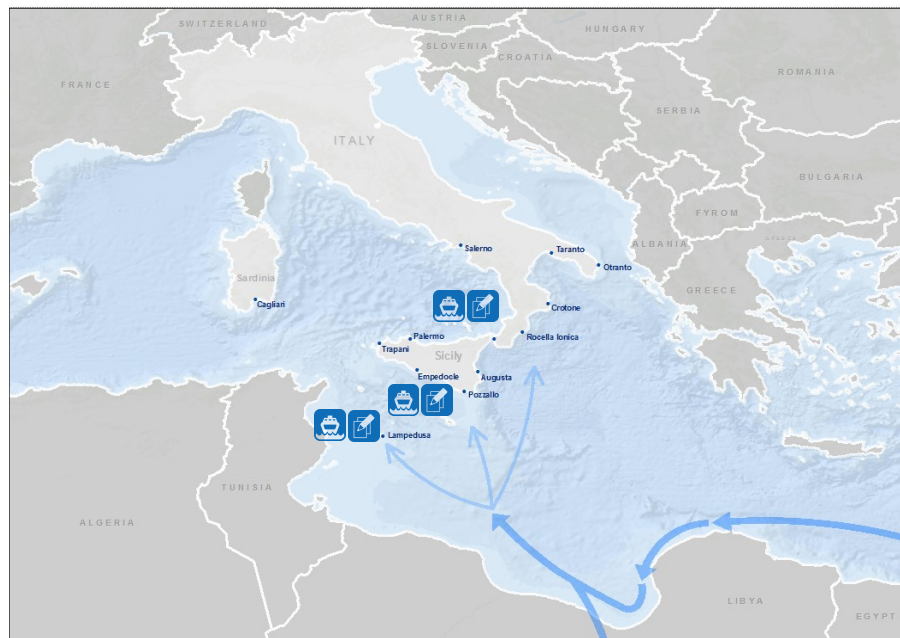 SWITZERLAND
AUSTRIA
HUNGARY
SLOVENIA
CROATIA
ROMANIA
FRANCE
SERBIA
ITALY
BULGARIA
FYROM
ALBANIA
GREECE
Salerno
Taranto
Otranto
Sardinia
Cagliari
Crotone
Palermo
Rocella Ionica
Trapani
Sicily
Empedocle
Augusta
Pozzallo
Lampedusa
TUNISIA
ALGERIA
LIBYA
EGYPT